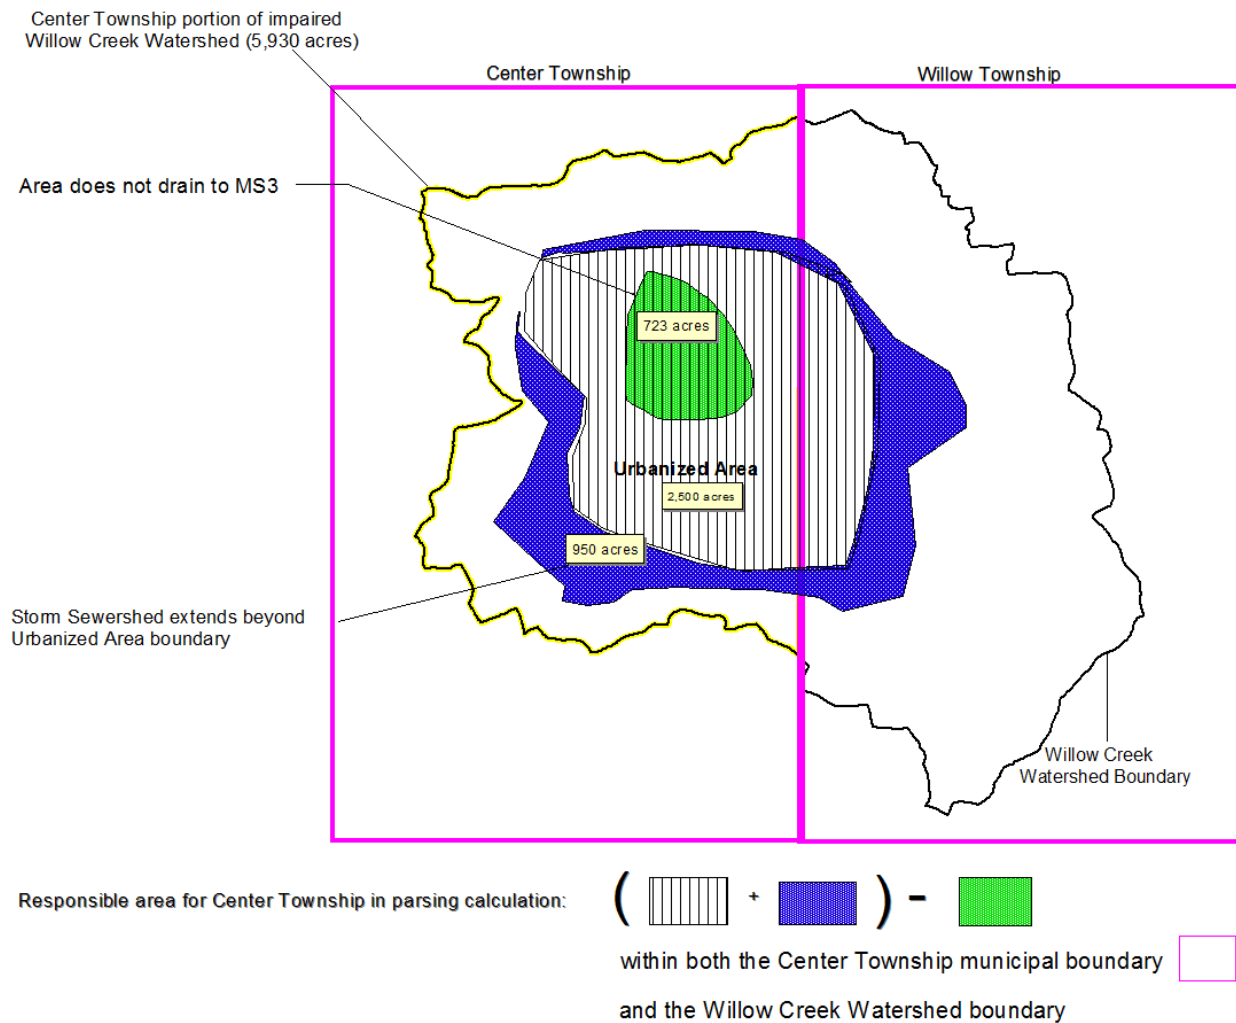 Center Township portion of impaired
Willow Creek Watershed (5,930 acres)
Center Township
Willow Township
Area does not drain to MS3
723 acres
Urbanized Area
2,500 acres
950 acres
Storm Sewershed extends beyond
Urbanized Area boundary
Willow Creek
Watershed Boundary
Responsible area for Center Township in parsing calculation: ( + ) -
within both the Center Township municipal boundary
and the Willow Creek Watershed boundary